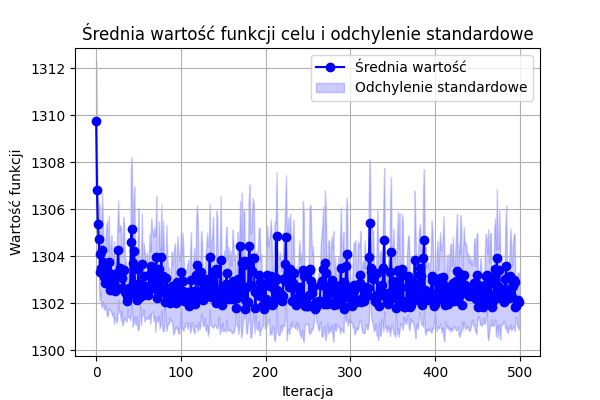 Średnia wartość funkcji celu i odchylenie standardowe
Średnia wartość
Odchylenie standardowe
Wartość funkcji
1312
1310
1308
1306
1304
1302
1300
0 100 200 300 400 500
Iteracja